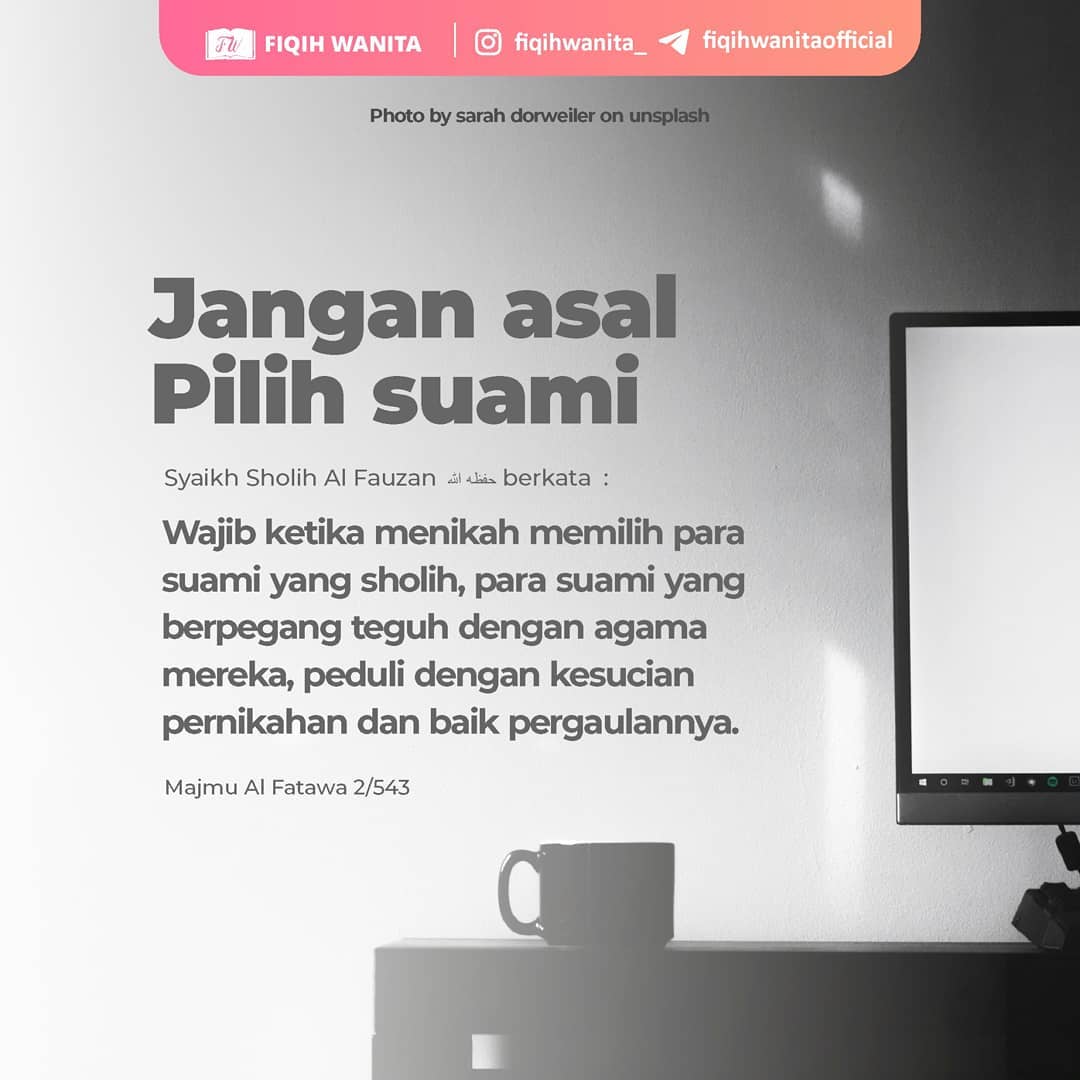 FW FIQIH WANITA fiqihwanita_ fiqihwanitaofficial
Photo by sarah dorweiler on unsplash
Jangan asal
Pilih suami
Syaikh Sholih Al Fauzan حفظه الله berkata :
Wajib ketika menikah memilih para
suami yang sholih, para suami yang
berpegang teguh dengan agama
mereka, peduli dengan kesucian
pernikahan dan baik pergaulannya.
Majmu Al Fatawa 2/543